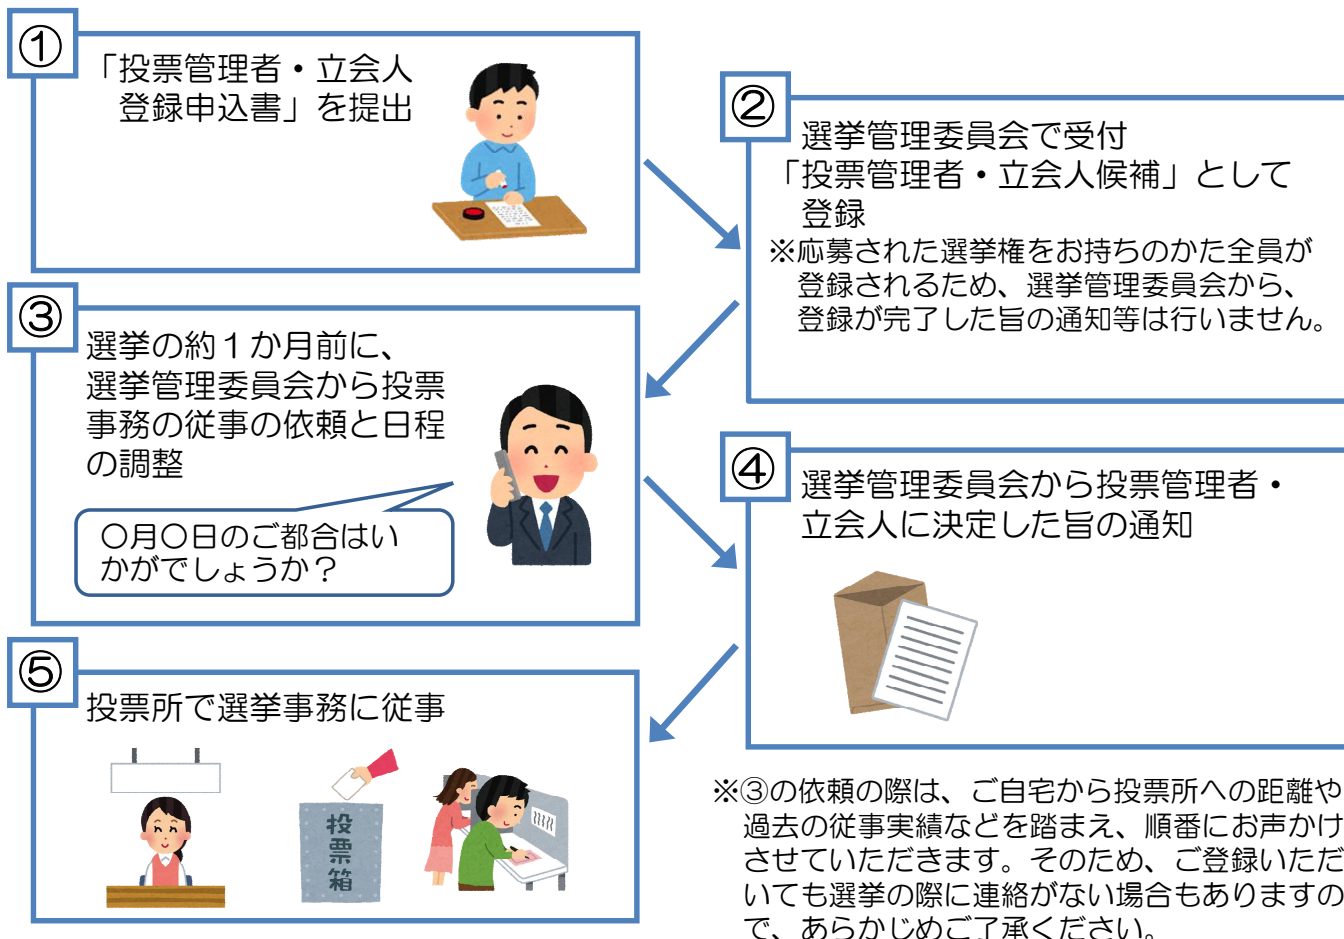 ①
「投票管理者・立会人
登録申込書」を提出
②
選挙管理委員会で受付
「投票管理者・立会人候補」として
登録
※応募された選挙権をお持ちのかた全員が
登録されるため、選挙管理委員会から、
登録が完了した旨の通知等は行いません。
③
選挙の約１か月前に、
選挙管理委員会から投票
事務の従事の依頼と日程
の調整
〇月〇日のご都合はい
かがでしょうか？
④
選挙管理委員会から投票管理者・
立会人に決定した旨の通知
⑤
投票所で選挙事務に従事
投票箱
※③の依頼の際は、ご自宅から投票所への距離や
過去の従事実績などを踏まえ、順番にお声かけ
させていただきます。そのため、ご登録いただ
いても選挙の際に連絡がない場合もありますの
で、あらかじめご了承ください。